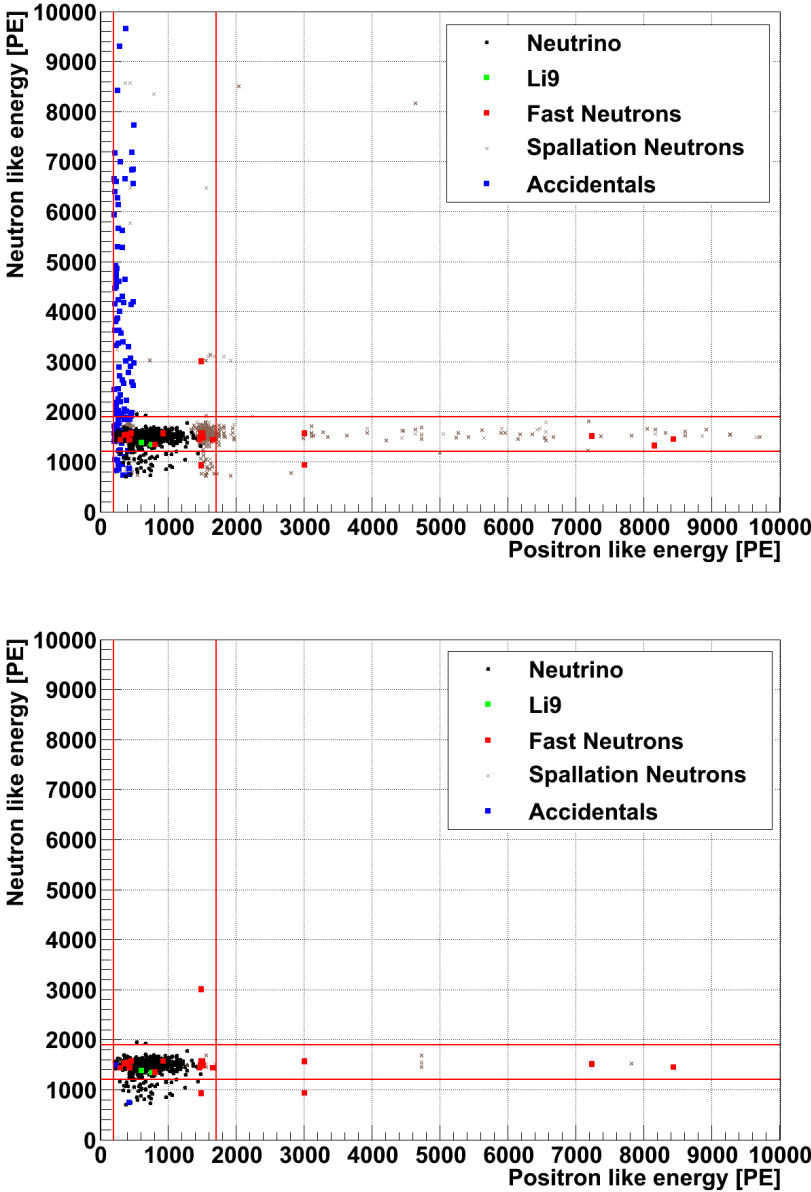 Neutron like energy [PE]
10000
9000
8000
7000
6000
5000
4000
3000
2000
1000
0
Neutrino
Li9
Fast Neutrons
Spallation Neutrons
Accidentals
0 1000 2000 3000 4000 5000 6000 7000 8000 9000 10000
Positron like energy [PE]
Neutron like energy [PE]
10000
9000
8000
7000
6000
5000
4000
3000
2000
1000
0
Neutrino
Li9
Fast Neutrons
Spallation Neutrons
Accidentals
0 1000 2000 3000 4000 5000 6000 7000 8000 9000 10000
Positron like energy [PE]